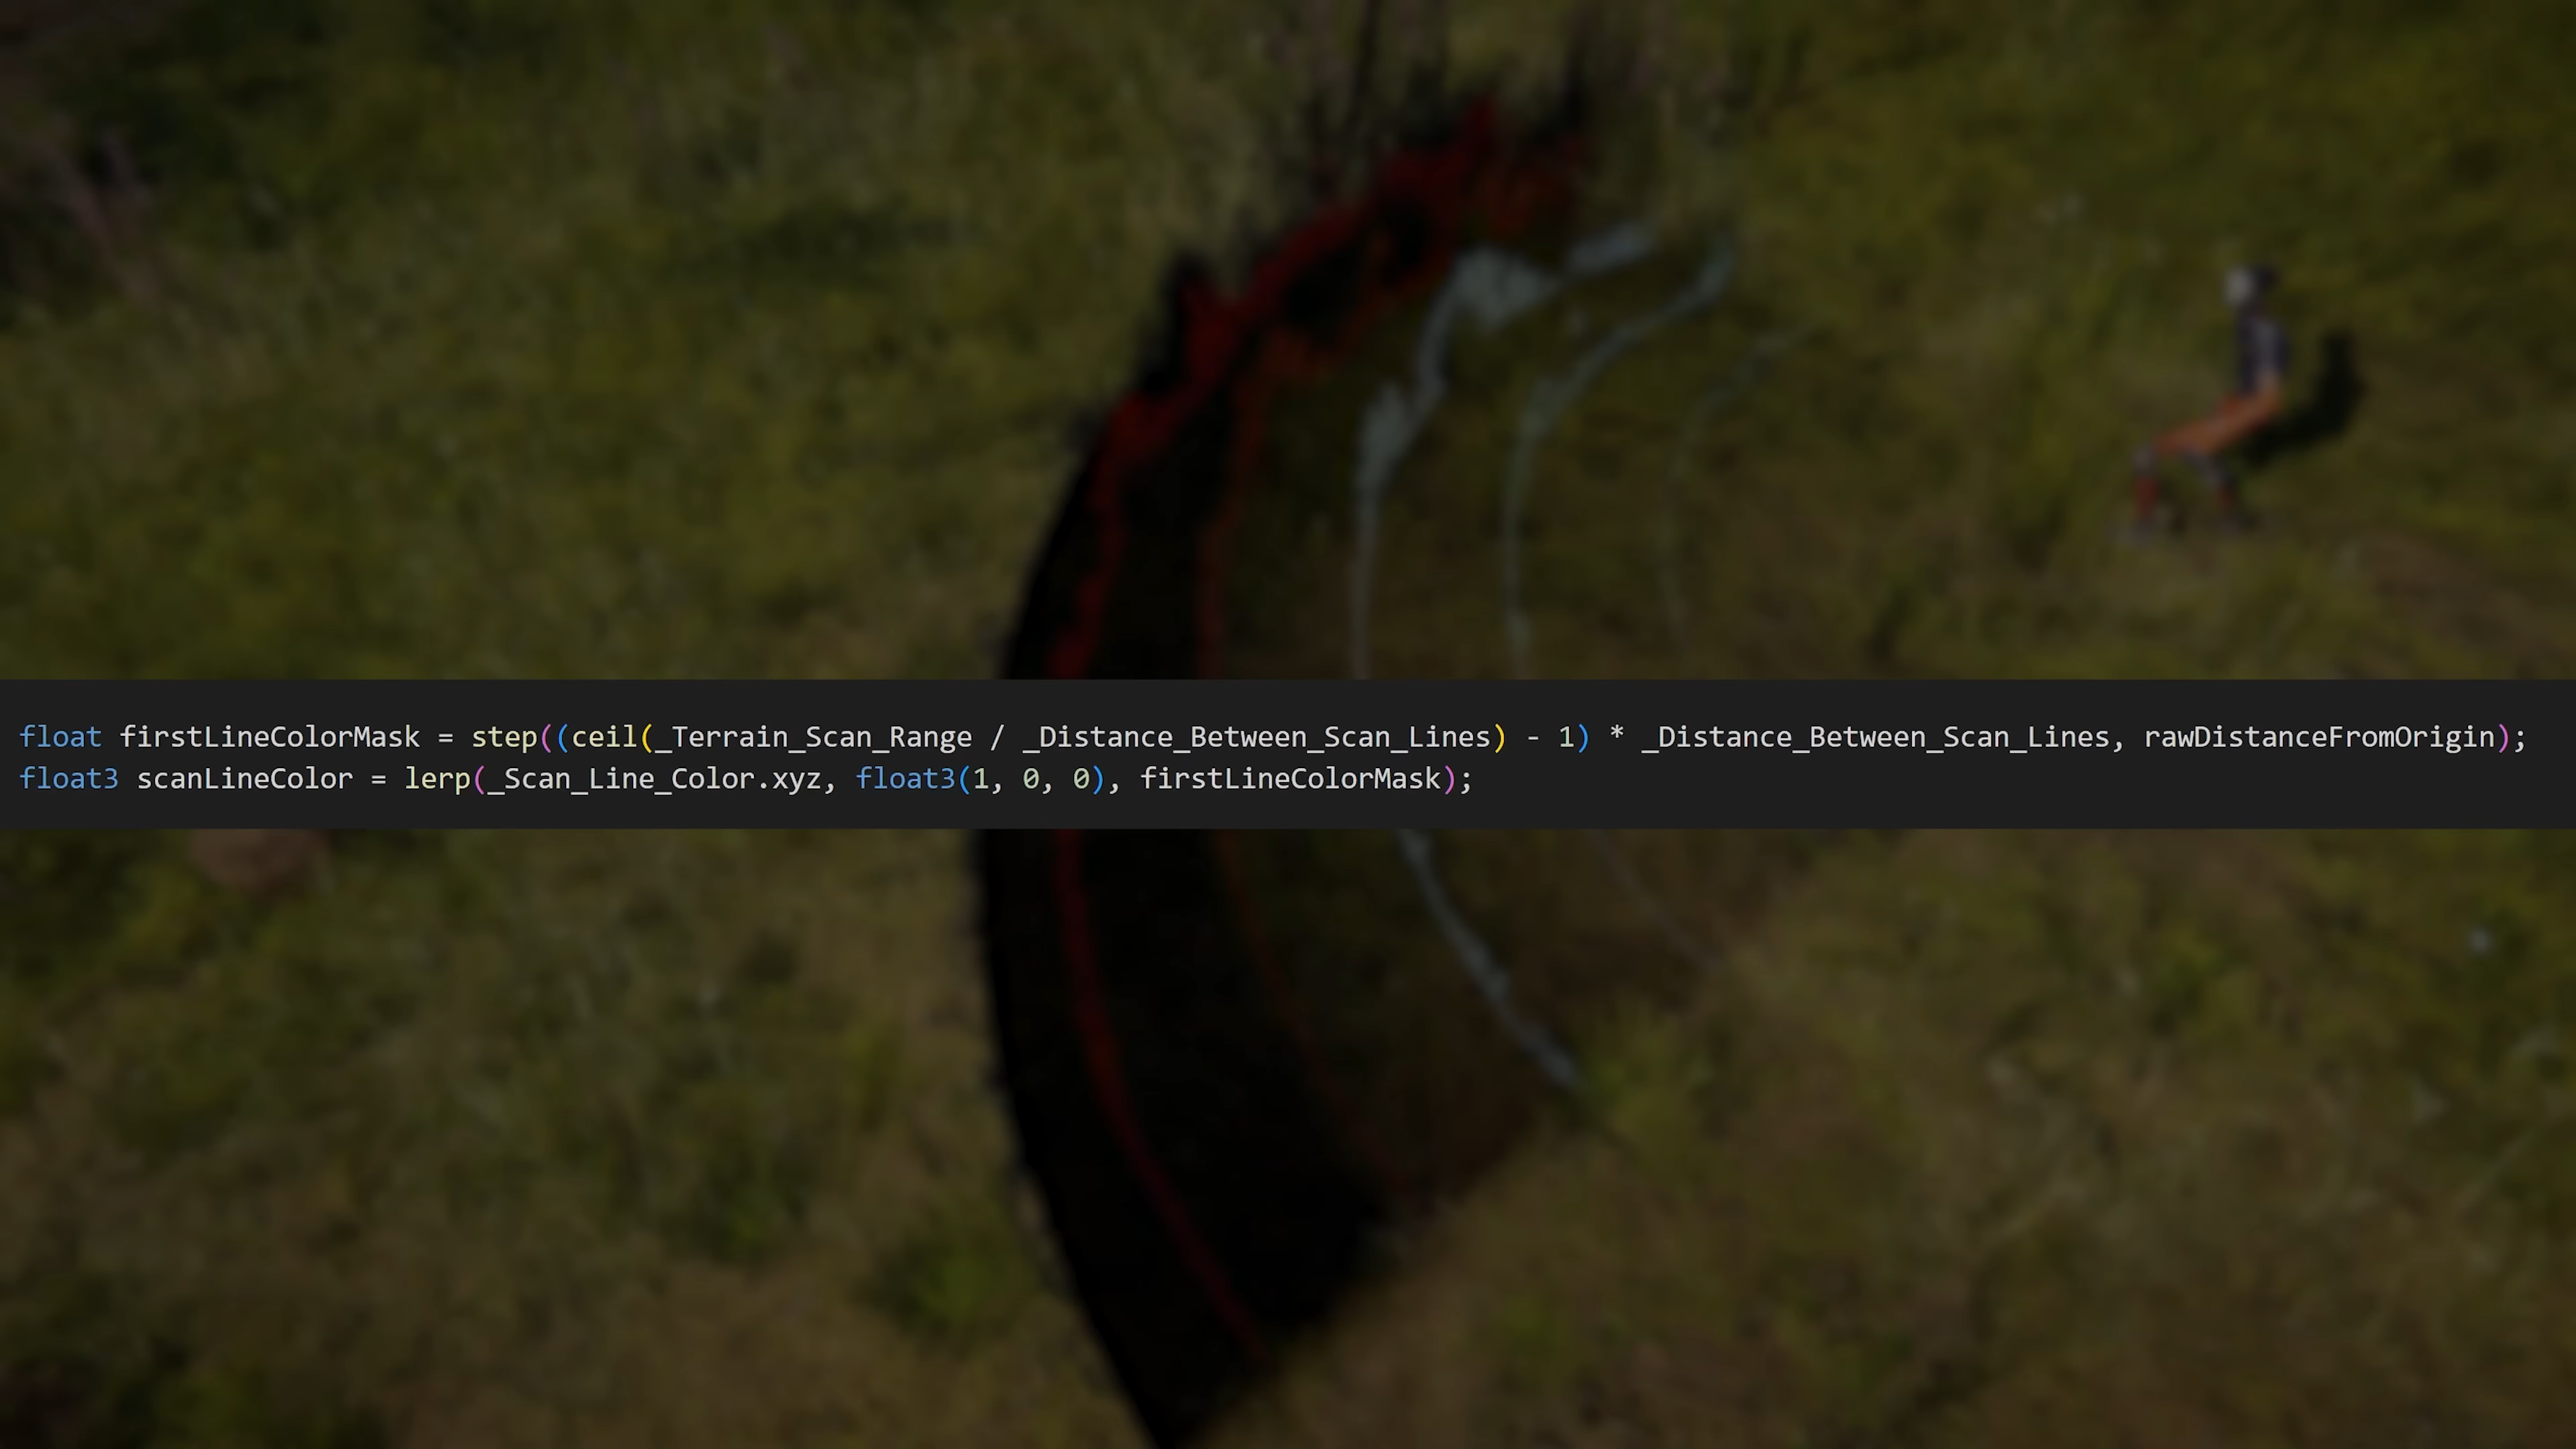 float firstLineColorMask = step((ceil(_Terrain_Scan_Range / _Distance_Between_Scan_Lines) - 1) * _Distance_Between_Scan_Lines, rawDistanceFromOrigin);
float3 scanLineColor = lerp(_Scan_Line_Color.xyz, float3(1, 0, 0), firstLineColorMask);